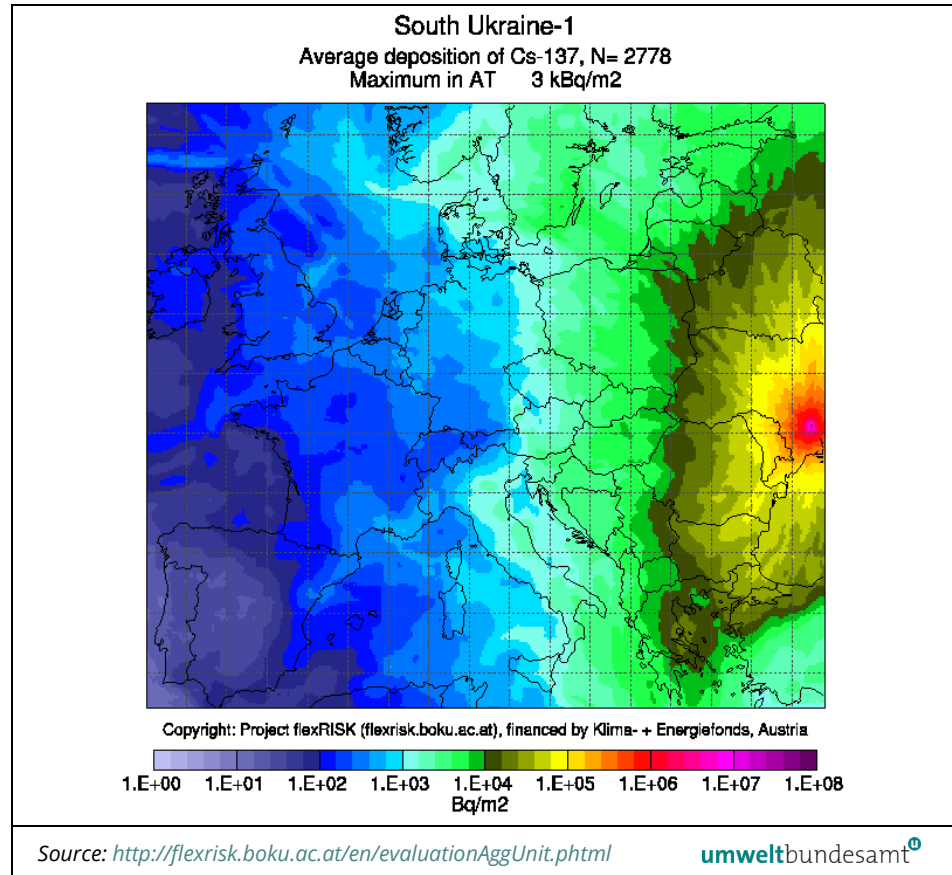 South Ukraine-1
Average deposition of Cs-137, N= 2778
Maximum in AT 3 kBq/m2
Copyright: Project flexRISK (flexrisk.boku.ac.at), financed by Klima- + Energiefonds, Austria
1.E+00 1.E+01 1.E+02 1.E+03 1.E+04 1.E+05 1.E+06 1.E+07 1.E+08
Bq/m2
Source: http://flexrisk.boku.ac.at/en/evaluationAggUnit.phtml umweltbundesamt